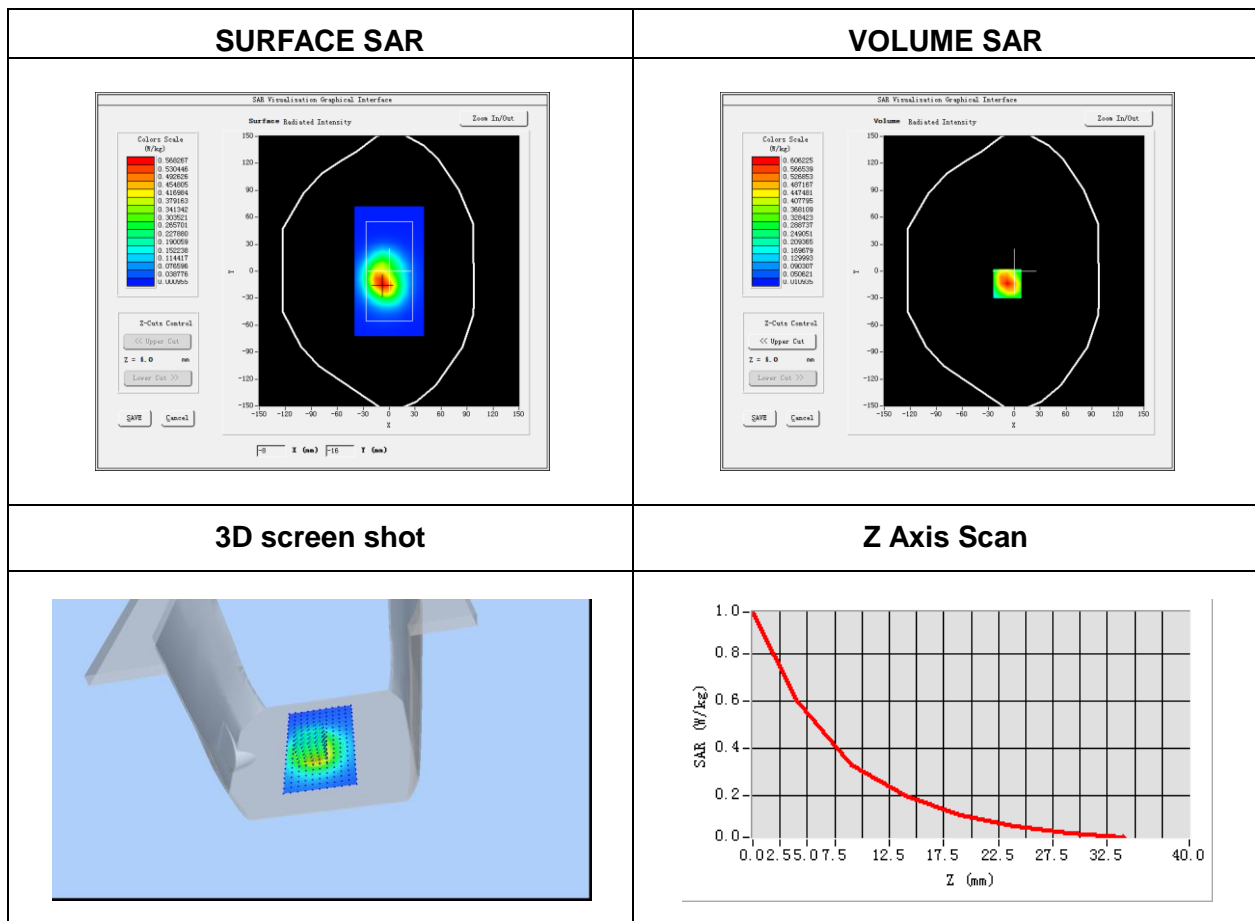 SURFACE SAR
VOLUME SAR
SAR Visualisation Graphical Interface
Surface Radiated Intensity
Zoom In/Out
Colors Scale
(W/kg)
0.568267
0.530446
0.492626
0.454805
0.416984
0.379163
0.341342
0.303521
0.265701
0.227880
0.190059
0.152238
0.114417
0.076596
0.038776
0.000955
Z-Cuts Control
<< Upper Cut
Z = 4.0 mm
Lower Cut >>
SAVE
Cancel
150
120
90
60
30
0
-30
-60
-90
-120
-150
Y
-150 -120 -90 -60 -30 0 30 60 90 120 150
X
-8 X (mm) -16 Y (mm)
SAR Visualisation Graphical Interface
Volume Radiated Intensity
Zoom In/Out
Colors Scale
(W/kg)
0.606225
0.566539
0.526853
0.487167
0.447481
0.407795
0.368109
0.328423
0.288737
0.249051
0.209365
0.169679
0.129993
0.090307
0.050621
0.010935
Z-Cuts Control
<< Upper Cut
Z = 4.0 mm
Lower Cut >>
SAVE
Cancel
150
120
90
60
30
0
-30
-60
-90
-120
-150
Y
-150 -120 -90 -60 -30 0 30 60 90 120 150
X
3D screen shot
Z Axis Scan
1.0
0.8
0.6
0.4
0.2
0.0
SAR (W/kg)
0.0 2.5 5.0 7.5 12.5 17.5 22.5 27.5 32.5 40.0
Z (mm)